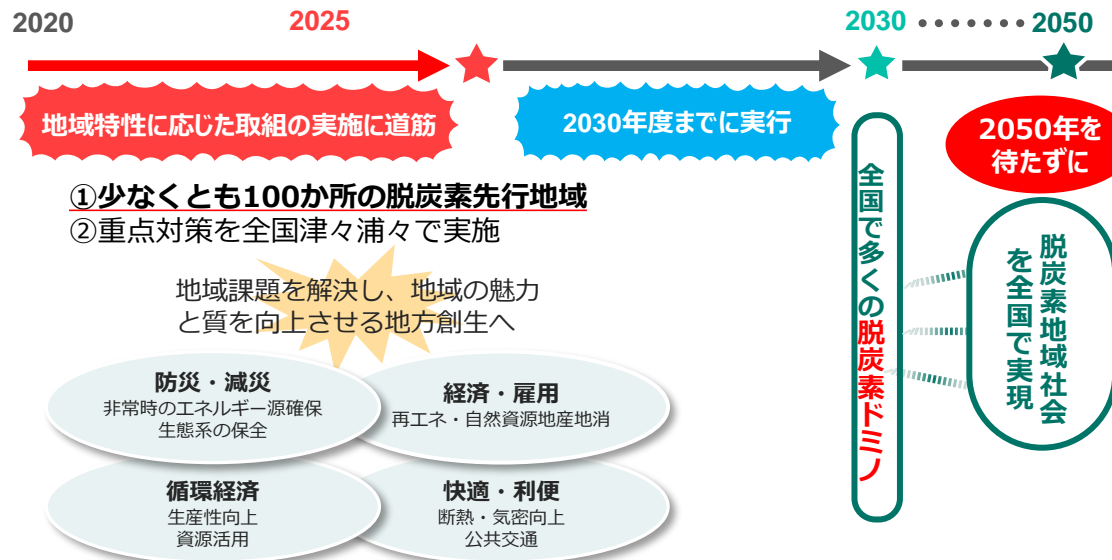 2020
2025
2030 ・・・・・・・ 2050
地域特性に応じた取組の実施に道筋
2030年度までに実行
2050年を
待たずに
①少なくとも100か所の脱炭素先行地域
②重点対策を全国津々浦々で実施
地域課題を解決し、地域の魅力
と質を向上させる地方創生へ
防災・減災
非常時のエネルギー源確保
生態系の保全
経済・雇用
再エネ・自然資源地産地消
循環経済
生産性向上
資源活用
快適・利便
断熱・気密向上
公共交通
全国で多くの脱炭素ドミノ
脱炭素地域社会
を全国で実現